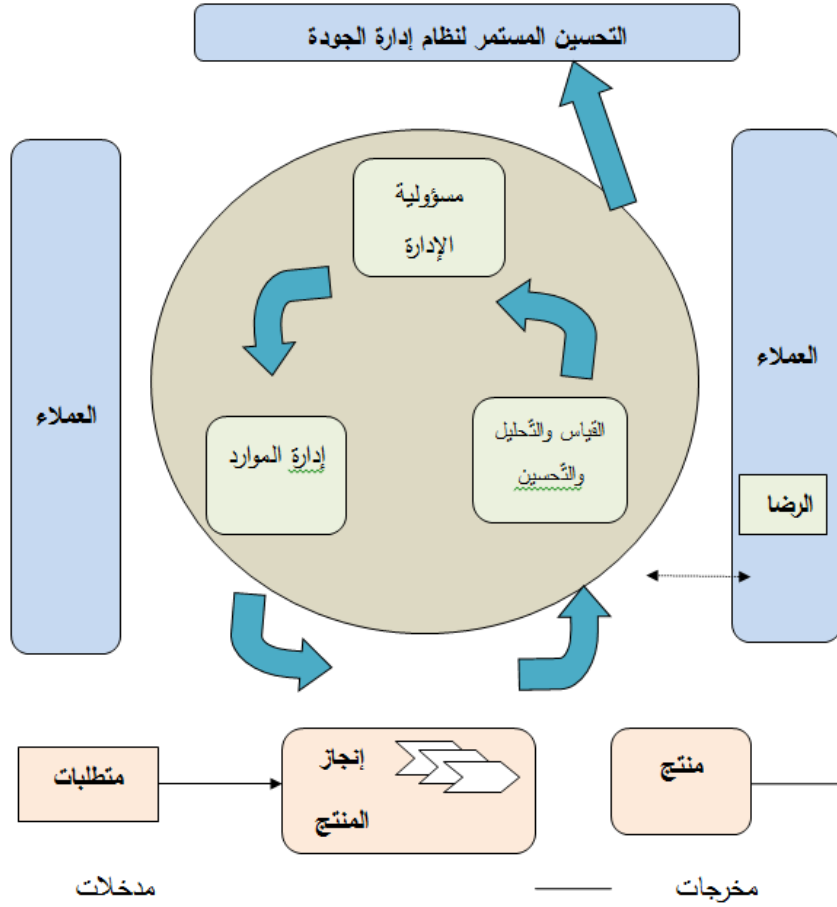 التحسين المستمر لنظام إدارة الجودة
مسؤولية
الإدارة
العملاء
العملاء
القياس والتّحليل
والتّحسين
إدارة الموارد
الرضا
متطلبات
إنجاز
المنتج
منتج
مدخلات
مخرجات